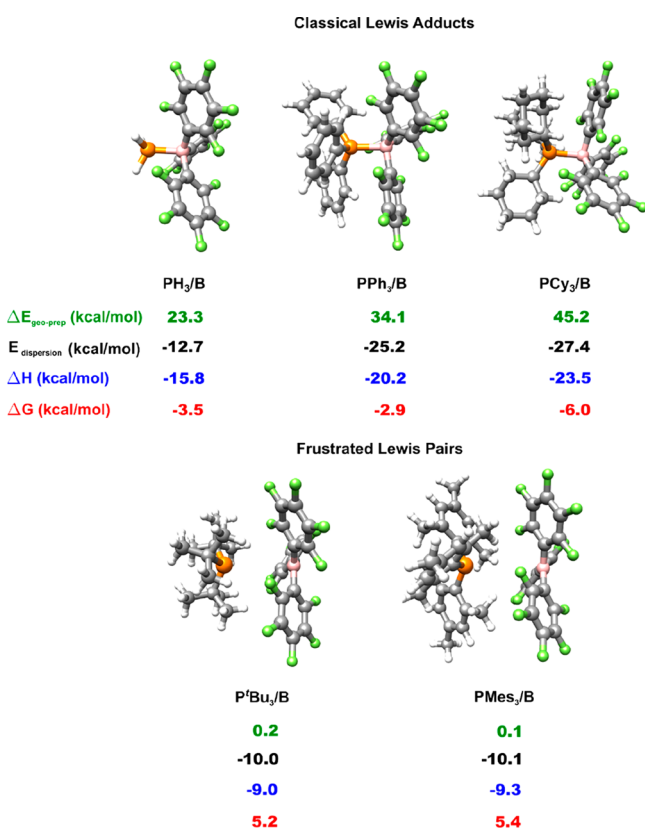 Classical Lewis Adducts
PH₃/B PPh₃/B PCy₃/B
ΔE geo-prep (kcal/mol) 23.3 34.1 45.2
E dispersion (kcal/mol) -12.7 -25.2 -27.4
ΔH (kcal/mol) -15.8 -20.2 -23.5
ΔG (kcal/mol) -3.5 -2.9 -6.0
Frustrated Lewis Pairs
PᵗBu₃/B PMes₃/B
0.2 0.1
-10.0 -10.1
-9.0 -9.3
5.2 5.4